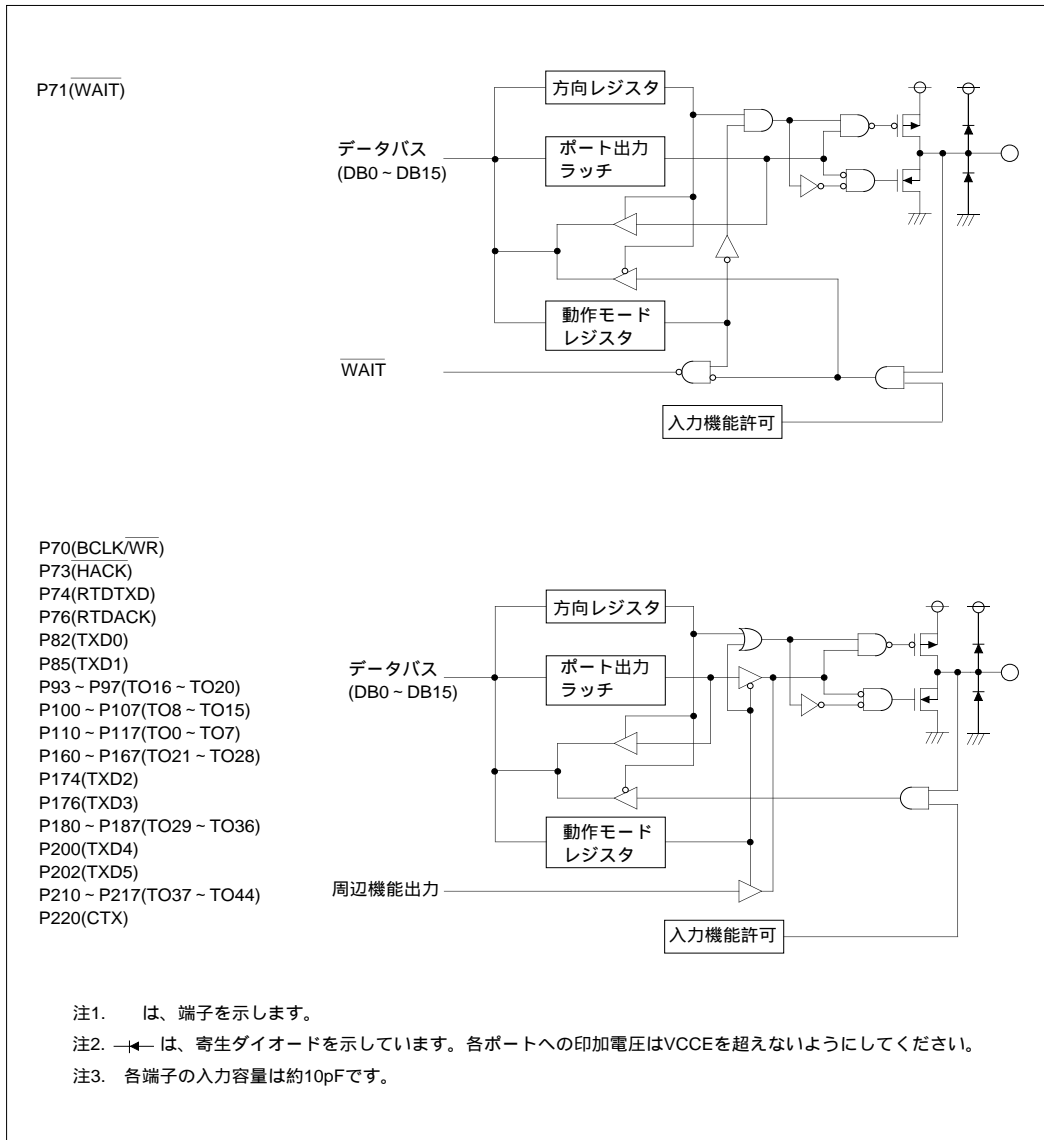 P71(W̅A̅I̅T̅)
方向レジスタ
データバス
(DB0 ~ DB15)
ポート出力
ラッチ
動作モード
レジスタ
W̅A̅I̅T̅
入力機能許可
P70(BCLK/W̅R̅)
P73(H̅A̅C̅K̅)
P74(RTDTXD)
P76(RTDACK)
P82(TXD0)
P85(TXD1)
P93 ~ P97(TO16 ~ TO20)
P100 ~ P107(TO8 ~ TO15)
P110 ~ P117(TO0 ~ TO7)
P160 ~ P167(TO21 ~ TO28)
P174(TXD2)
P176(TXD3)
P180 ~ P187(TO29 ~ TO36)
P200(TXD4)
P202(TXD5)
P210 ~ P217(TO37 ~ TO44)
P220(CTX)
方向レジスタ
データバス
(DB0 ~ DB15)
ポート出力
ラッチ
動作モード
レジスタ
周辺機能出力
入力機能許可
注1. は、端子を示します。
注2. は、寄生ダイオードを示しています。各ポートへの印加電圧はVCCEを超えないようにしてください。
注3. 各端子の入力容量は約10pFです。